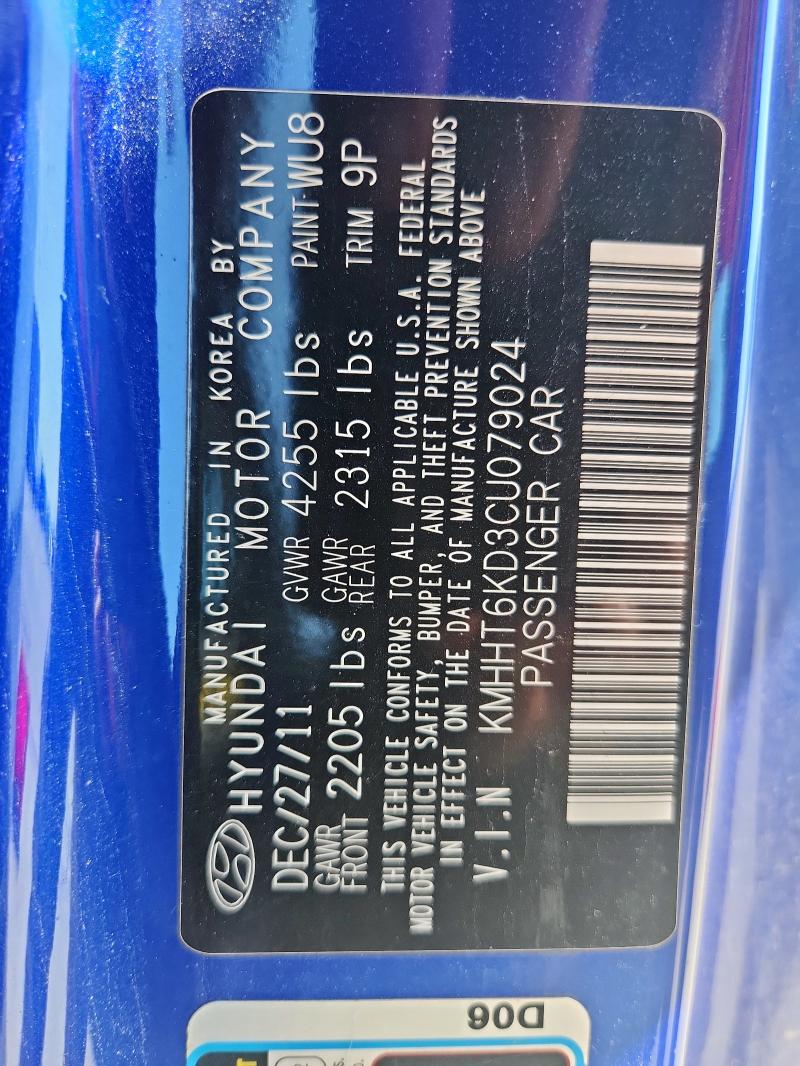 MANUFACTURED IN KOREA BY
HYUNDAI MOTOR COMPANY
DEC/27/11 GVWR 4255 lbs PAINT WU8
GAWR FRONT 2205 lbs GAWR REAR 2315 lbs TRIM 9P
THIS VEHICLE CONFORMS TO ALL APPLICABLE U.S.A. FEDERAL
MOTOR VEHICLE SAFETY, BUMPER, AND THEFT PREVENTION STANDARDS
IN EFFECT ON THE DATE OF MANUFACTURE SHOWN ABOVE
V.I.N KMHHT6KD3CU079024
PASSENGER CAR
D06